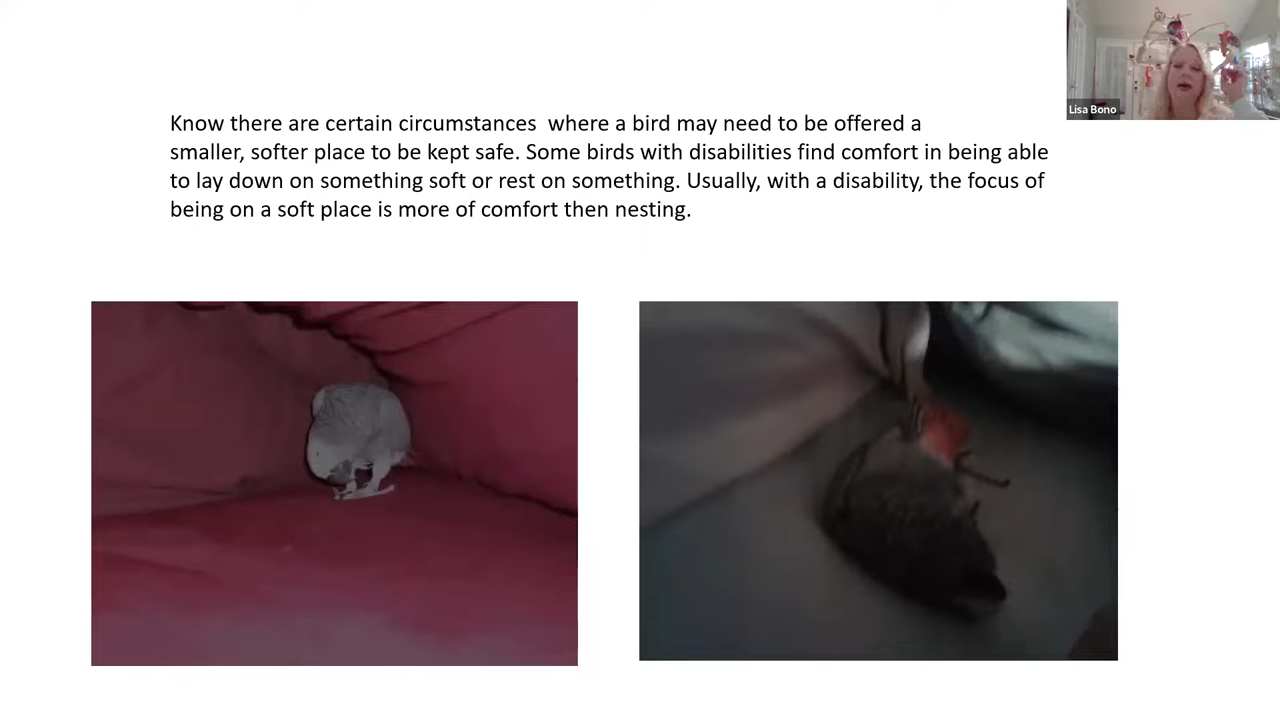 Lisa Bono
Know there are certain circumstances  where a bird may need to be offered a
smaller, softer place to be kept safe. Some birds with disabilities find comfort in being able
to lay down on something soft or rest on something. Usually, with a disability, the focus of
being on a soft place is more of comfort then nesting.